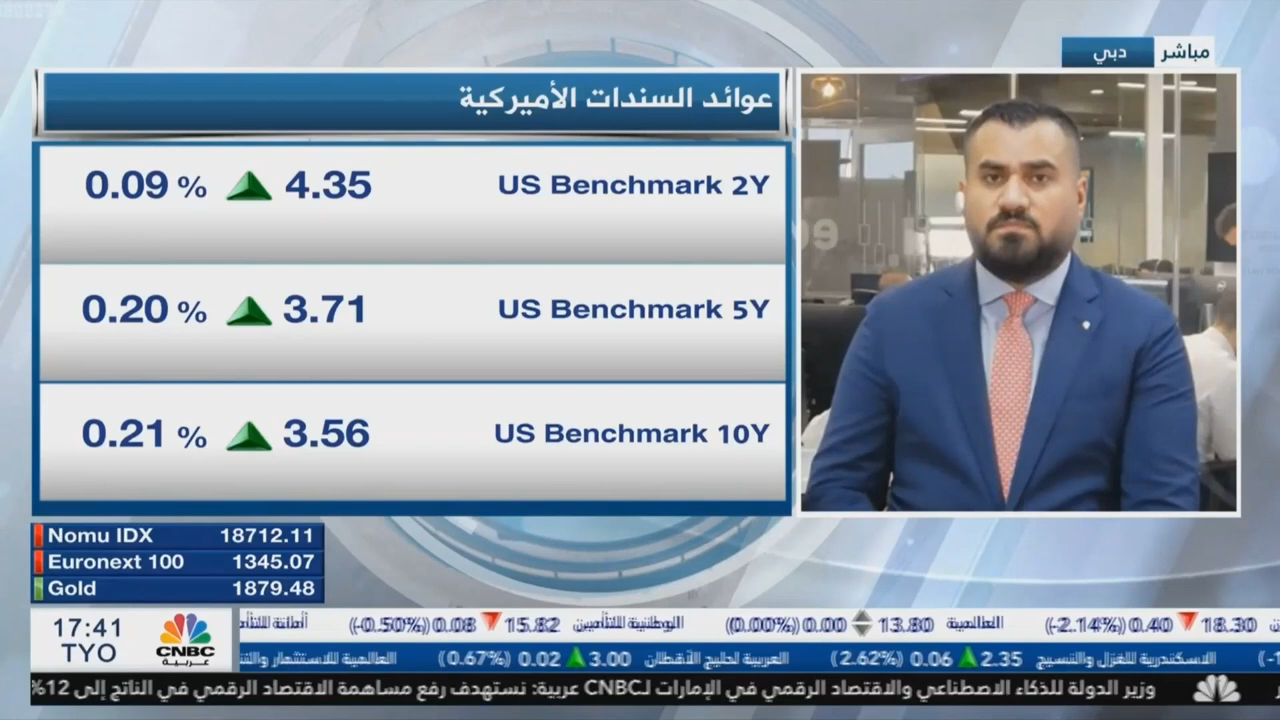 مباشر
دبي
عوائد السندات الأميركية
US Benchmark 2Y 4.35 0.09 %
US Benchmark 5Y 3.71 0.20 %
US Benchmark 10Y 3.56 0.21 %
Nomu IDX 18712.11
Euronext 100 1345.07
Gold 1879.48
17:41
TYO
CNBC
عربية
18.30 0.40 (-2.14%) العالمية 13.80 0.00 (0.00%) الوطنية للتأمين 15.82 0.08 (-0.50%)
الاسكندرية للغزل والنسيج 2.35 0.06 (2.62%) العربية لحليج الأقطان 3.00 0.02 (0.67%) العالمية للاستثمار
وزير الدولة للذكاء الاصطناعي والاقتصاد الرقمي في الإمارات لـCNBC عربية: نستهدف رفع مساهمة الاقتصاد الرقمي في الناتج إلى 12%